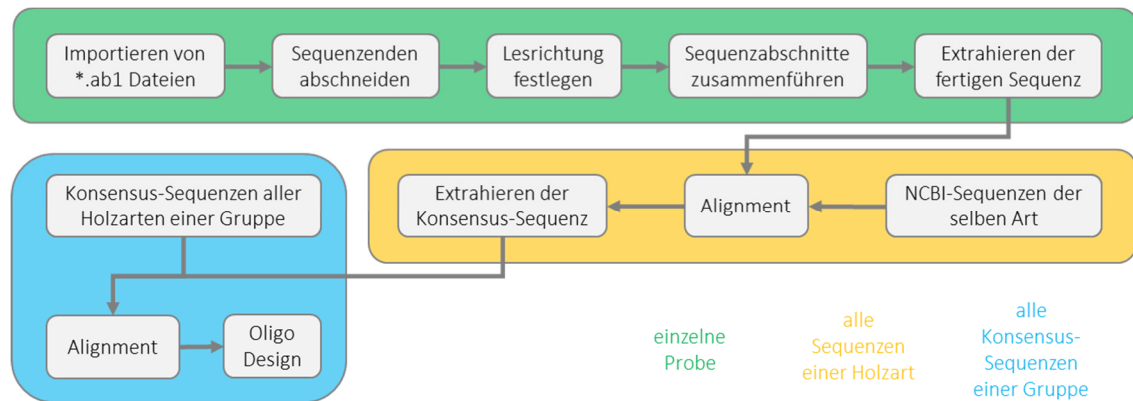 Importieren von
*.ab1 Dateien
Sequenzenden
abschneiden
Lesrichtung
festlegen
Sequenzabschnitte
zusammenführen
Extrahieren der
fertigen Sequenz
Konsensus-Sequenzen aller
Holzarten einer Gruppe
Extrahieren der
Konsensus-Sequenz
Alignment
NCBI-Sequenzen der
selben Art
Alignment
Oligo
Design
einzelne
Probe
alle
Sequenzen
einer Holzart
alle
Konsensus-
Sequenzen
einer Gruppe